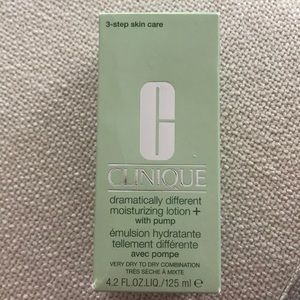 3-step skin care
C
CLINIQUE
dramatically different
moisturizing lotion +
with pump
émulsion hydratante
tellement différente
avec pompe
VERY DRY TO DRY COMBINATION
TRÈS SÈCHE À MIXTE
4.2 FL.OZ.LIQ./125 ml ℮